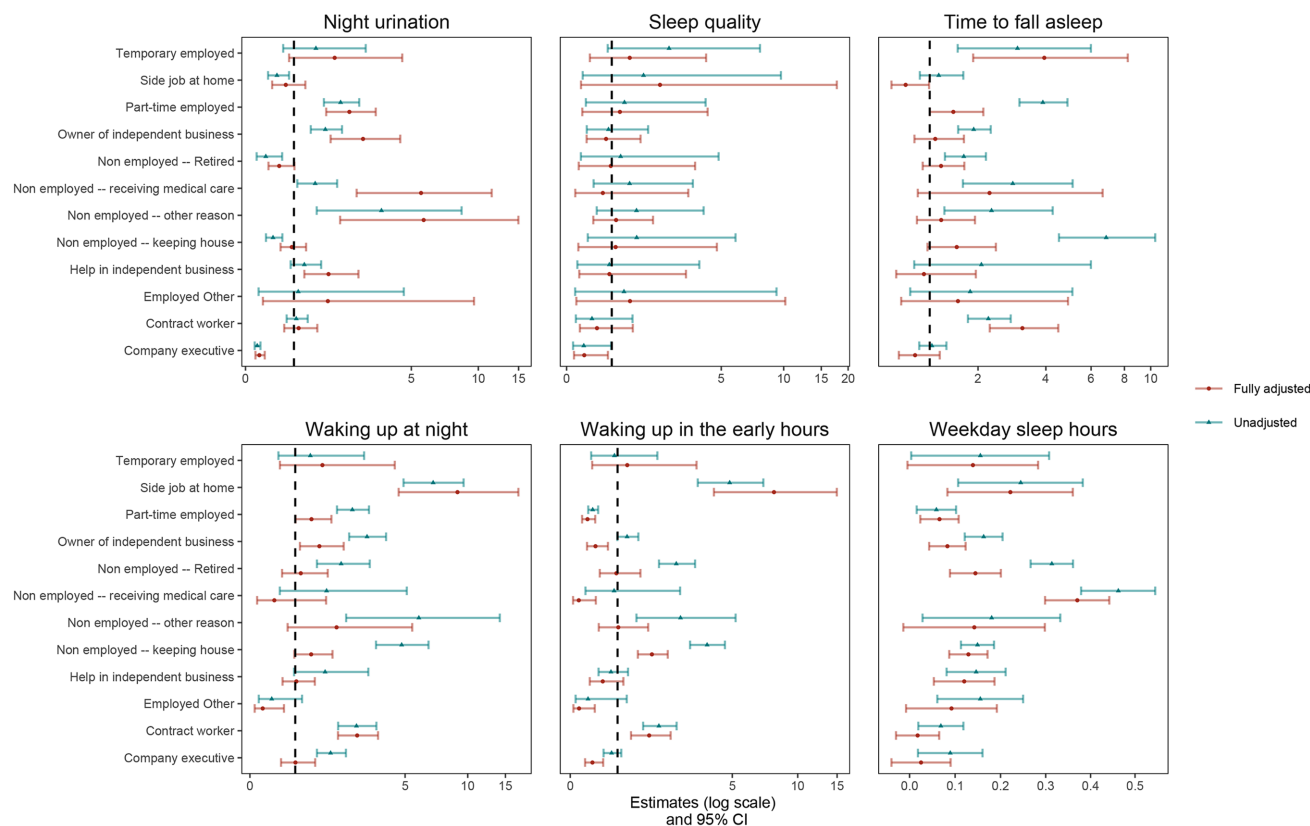 Night urination
Sleep quality
Time to fall asleep
Temporary employed
Side job at home
Part-time employed
Owner of independent business
Non employed -- Retired
Non employed -- receiving medical care
Non employed -- other reason
Non employed -- keeping house
Help in independent business
Employed Other
Contract worker
Company executive
0 5 10 15
0 5 10 15 20
2 4 6 8 10
Fully adjusted
Unadjusted
Waking up at night
Waking up in the early hours
Weekday sleep hours
Temporary employed
Side job at home
Part-time employed
Owner of independent business
Non employed -- Retired
Non employed -- receiving medical care
Non employed -- other reason
Non employed -- keeping house
Help in independent business
Employed Other
Contract worker
Company executive
0 5 10 15
0 5 10 15
0.0 0.1 0.2 0.3 0.4 0.5
Estimates (log scale)
and 95% CI